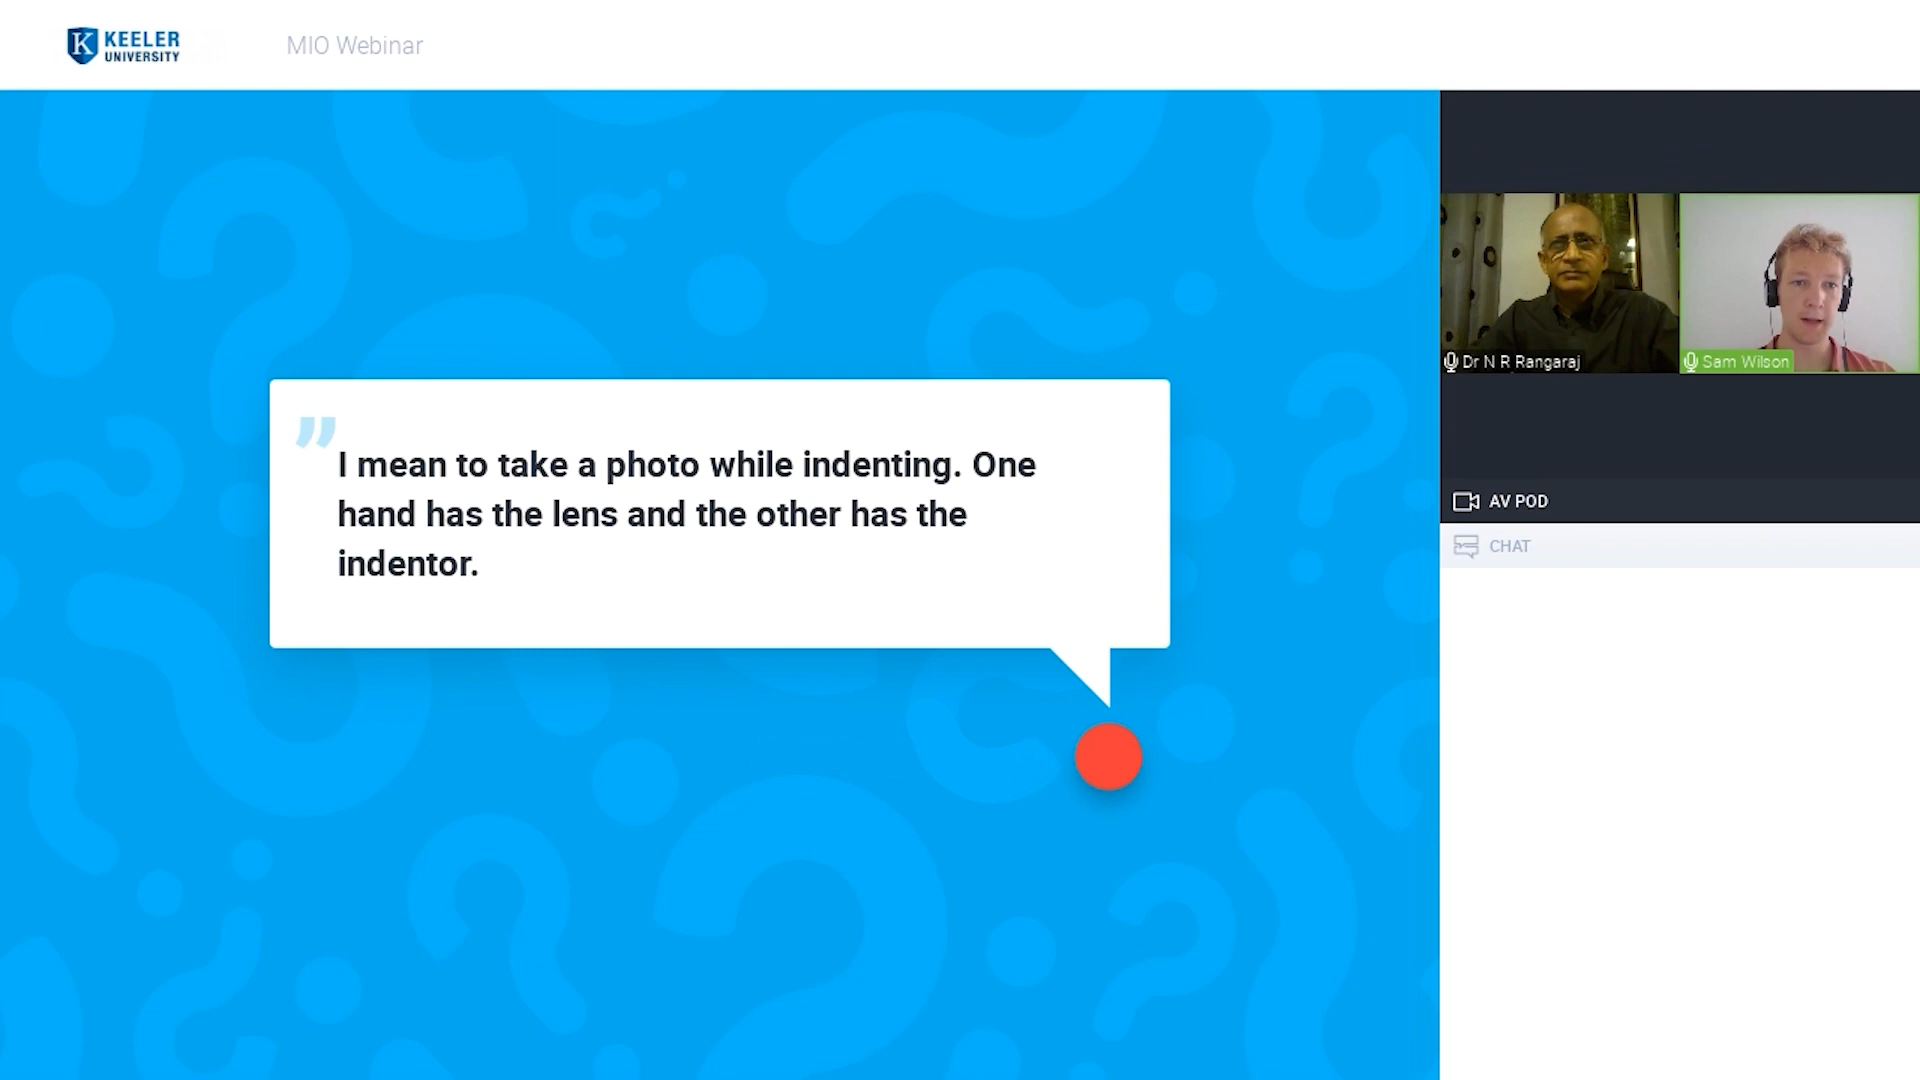 K KEELER
UNIVERSITY
MIO Webinar
” I mean to take a photo while indenting. One
hand has the lens and the other has the
indentor.
Dr N R Rangaraj
Sam Wilson
AV POD
CHAT